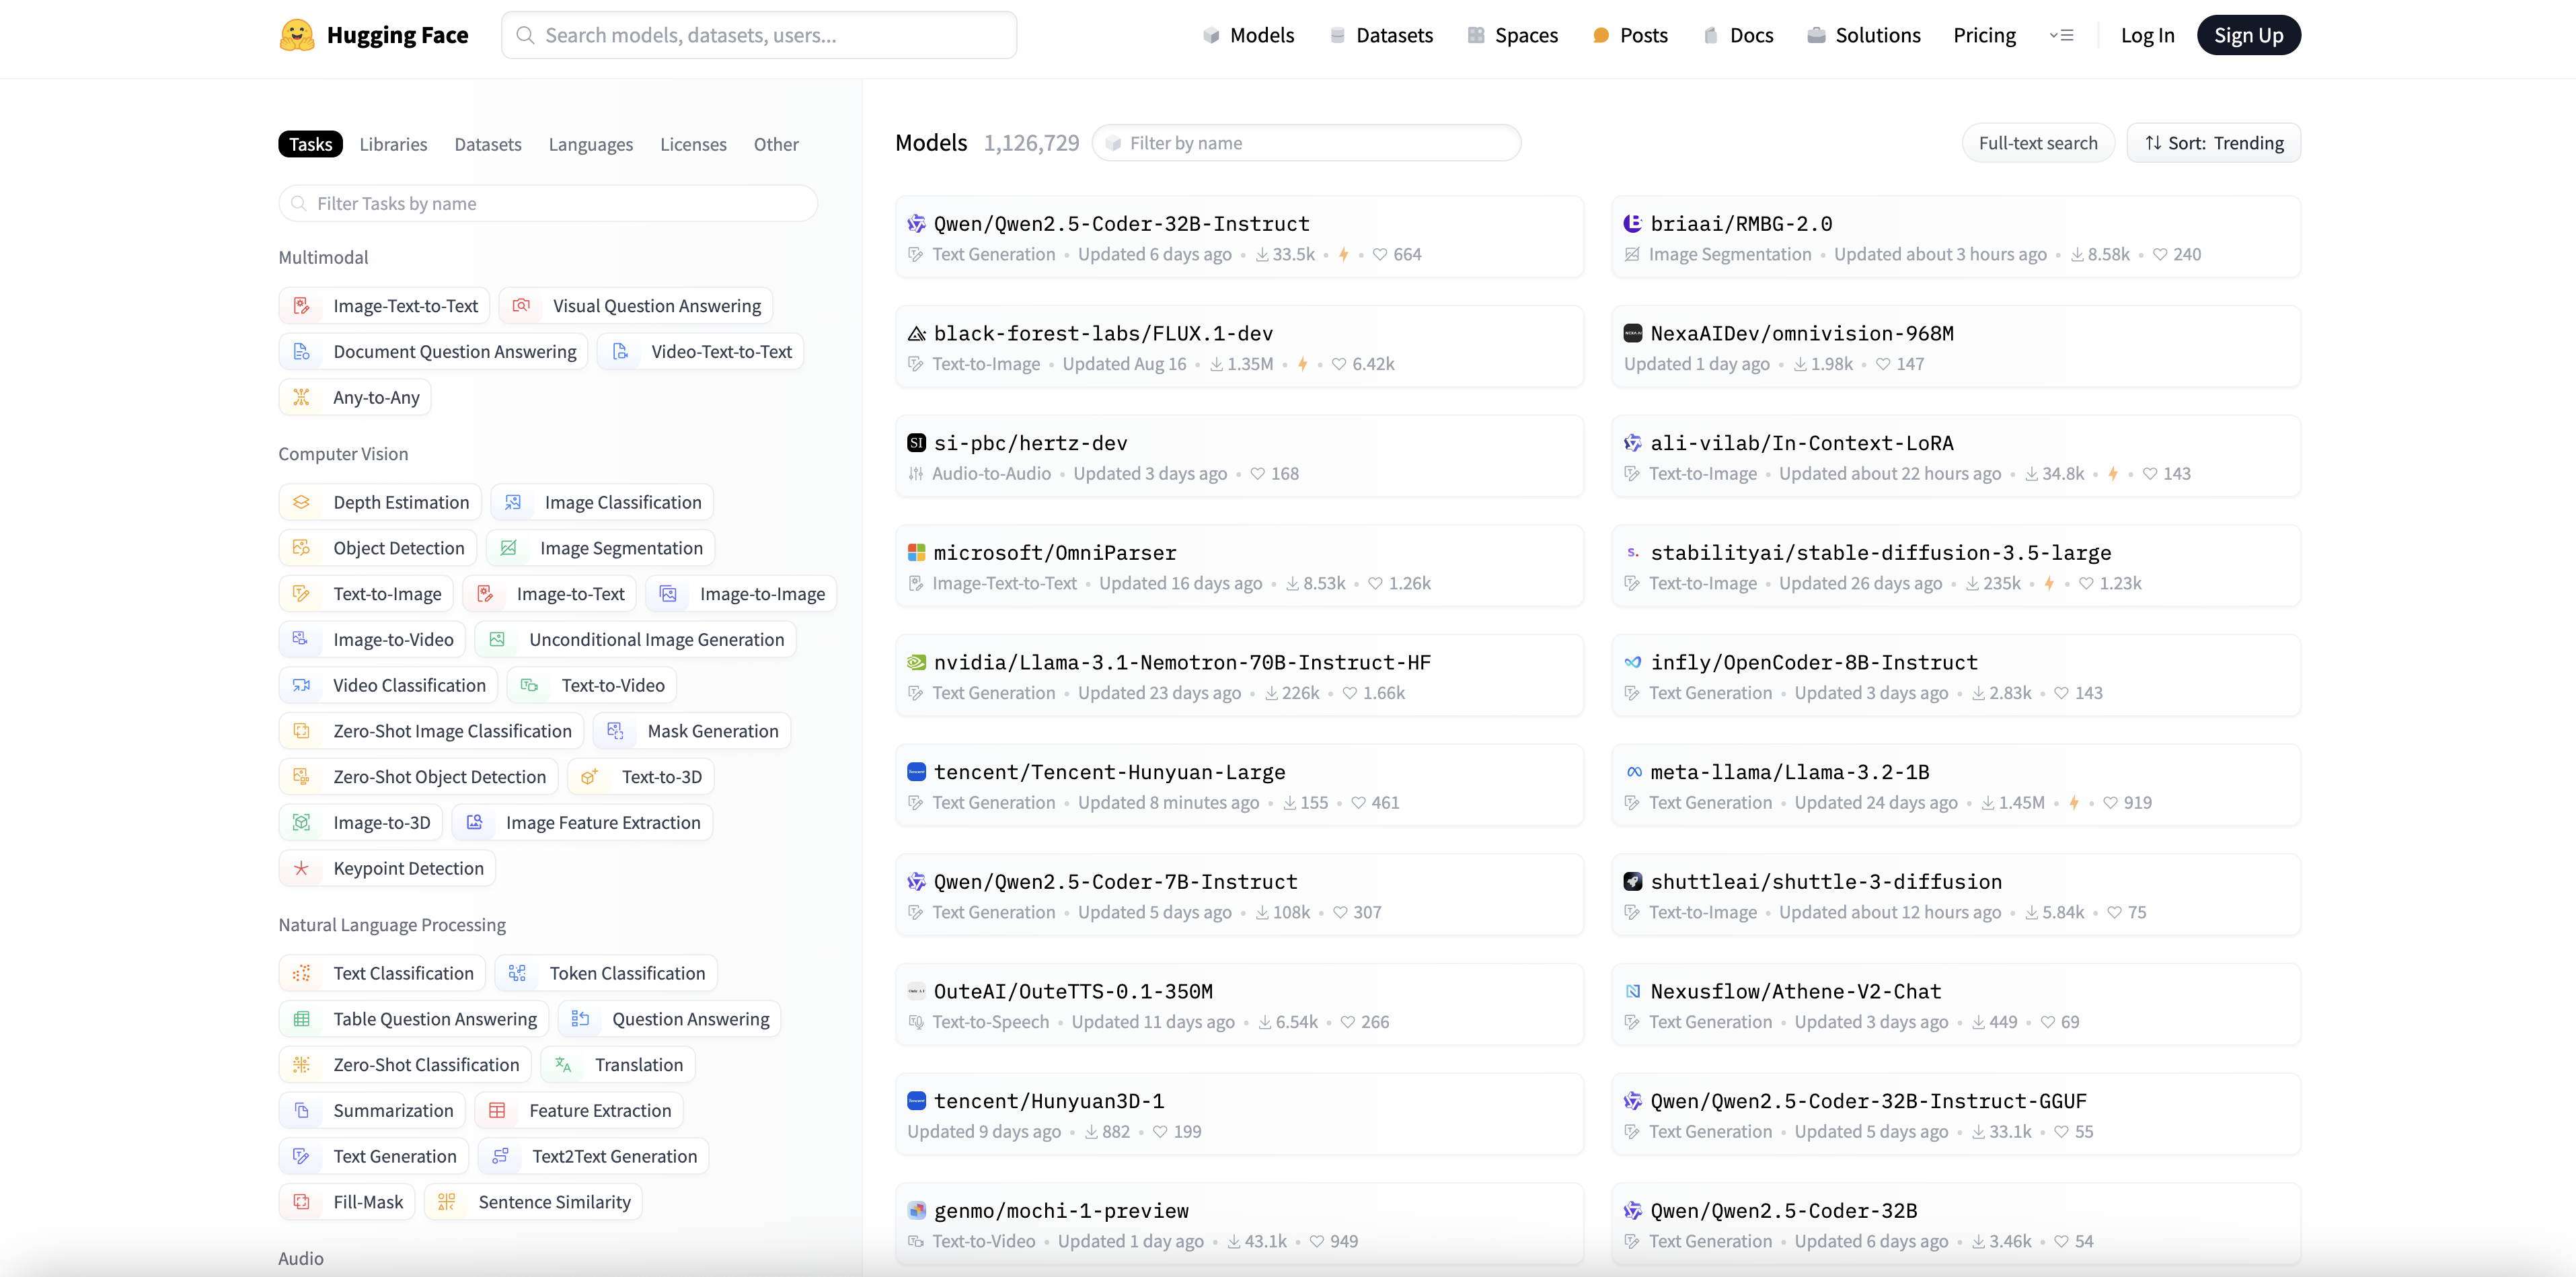 Hugging Face
Search models, datasets, users...
Models
Datasets
Spaces
Posts
Docs
Solutions
Pricing
Log In
Sign Up
Tasks Libraries Datasets Languages Licenses Other
Filter Tasks by name
Multimodal
Image-Text-to-Text Visual Question Answering
Document Question Answering Video-Text-to-Text
Any-to-Any
Computer Vision
Depth Estimation Image Classification
Object Detection Image Segmentation
Text-to-Image Image-to-Text Image-to-Image
Image-to-Video Unconditional Image Generation
Video Classification Text-to-Video
Zero-Shot Image Classification Mask Generation
Zero-Shot Object Detection Text-to-3D
Image-to-3D Image Feature Extraction
Keypoint Detection
Natural Language Processing
Text Classification Token Classification
Table Question Answering Question Answering
Zero-Shot Classification Translation
Summarization Feature Extraction
Text Generation Text2Text Generation
Fill-Mask Sentence Similarity
Audio
Models 1,126,729 Filter by name Full-text search Sort: Trending
Qwen/Qwen2.5-Coder-32B-Instruct
Text Generation • Updated 6 days ago • 33.5k • 664
briaai/RMBG-2.0
Image Segmentation • Updated about 3 hours ago • 8.58k • 240
black-forest-labs/FLUX.1-dev
Text-to-Image • Updated Aug 16 • 1.35M • 6.42k
NexaAIDev/omnivision-968M
Updated 1 day ago • 1.98k • 147
si-pbc/hertz-dev
Audio-to-Audio • Updated 3 days ago • 168
ali-vilab/In-Context-LoRA
Text-to-Image • Updated about 22 hours ago • 34.8k • 143
microsoft/OmniParser
Image-Text-to-Text • Updated 16 days ago • 8.53k • 1.26k
stabilityai/stable-diffusion-3.5-large
Text-to-Image • Updated 26 days ago • 235k • 1.23k
nvidia/Llama-3.1-Nemotron-70B-Instruct-HF
Text Generation • Updated 23 days ago • 226k • 1.66k
infly/OpenCoder-8B-Instruct
Text Generation • Updated 3 days ago • 2.83k • 143
tencent/Tencent-Hunyuan-Large
Text Generation • Updated 8 minutes ago • 155 • 461
meta-llama/Llama-3.2-1B
Text Generation • Updated 24 days ago • 1.45M • 919
Qwen/Qwen2.5-Coder-7B-Instruct
Text Generation • Updated 5 days ago • 108k • 307
shuttleai/shuttle-3-diffusion
Text-to-Image • Updated about 12 hours ago • 5.84k • 75
OuteAI/OuteTTS-0.1-350M
Text-to-Speech • Updated 11 days ago • 6.54k • 266
Nexusflow/Athene-V2-Chat
Text Generation • Updated 3 days ago • 449 • 69
tencent/Hunyuan3D-1
Updated 9 days ago • 882 • 199
Qwen/Qwen2.5-Coder-32B-Instruct-GGUF
Text Generation • Updated 5 days ago • 33.1k • 55
genmo/mochi-1-preview
Text-to-Video • Updated 1 day ago • 43.1k • 949
Qwen/Qwen2.5-Coder-32B
Text Generation • Updated 6 days ago • 3.46k • 54